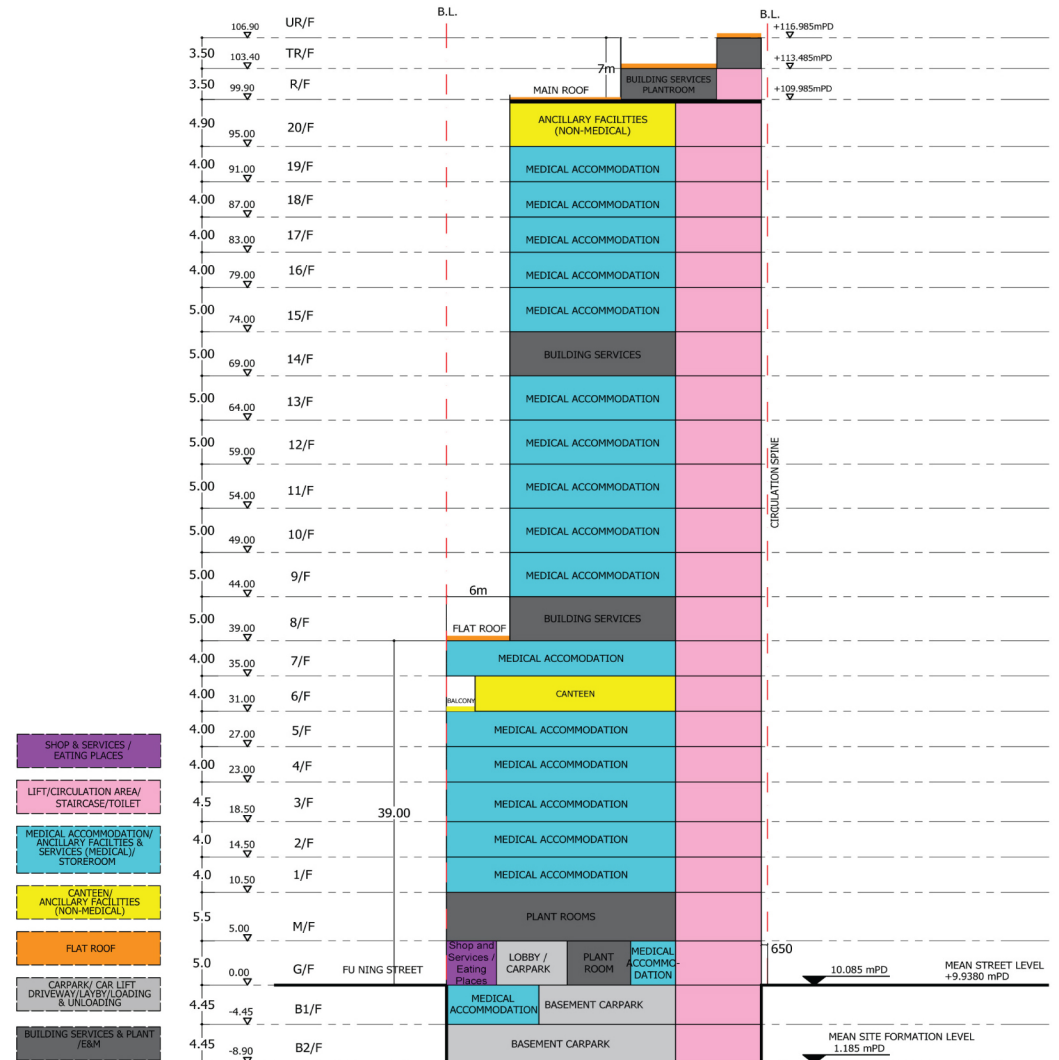 B.L.
B.L.
106.90 UR/F
+116.985mPD
3.50 103.40 TR/F
7m
+113.485mPD
3.50 99.90 R/F
MAIN ROOF
BUILDING SERVICES
PLANTROOM
+109.985mPD
4.90 95.00 20/F
ANCILLARY FACILITIES
(NON-MEDICAL)
4.00 91.00 19/F MEDICAL ACCOMMODATION
4.00 87.00 18/F MEDICAL ACCOMMODATION
4.00 83.00 17/F MEDICAL ACCOMMODATION
4.00 79.00 16/F MEDICAL ACCOMMODATION
5.00 74.00 15/F MEDICAL ACCOMMODATION
5.00 69.00 14/F BUILDING SERVICES
5.00 64.00 13/F MEDICAL ACCOMMODATION
5.00 59.00 12/F MEDICAL ACCOMMODATION
CIRCULATION SPINE
5.00 54.00 11/F MEDICAL ACCOMMODATION
5.00 49.00 10/F MEDICAL ACCOMMODATION
5.00 44.00 9/F MEDICAL ACCOMMODATION
6m
5.00 39.00 8/F BUILDING SERVICES
FLAT ROOF
4.00 35.00 7/F MEDICAL ACCOMODATION
4.00 31.00 6/F BALCONY CANTEEN
4.00 27.00 5/F MEDICAL ACCOMMODATION
4.00 23.00 4/F MEDICAL ACCOMMODATION
4.5 18.50 3/F MEDICAL ACCOMMODATION
39.00
4.0 14.50 2/F MEDICAL ACCOMMODATION
4.0 10.50 1/F MEDICAL ACCOMMODATION
5.5 5.00 M/F PLANT ROOMS
5.0 0.00 G/F FU NING STREET
Shop and
Services /
Eating
Places
LOBBY /
CARPARK
PLANT
ROOM
MEDICAL
ACCOMMO-
DATION
650
10.085 mPD
MEAN STREET LEVEL
+9.9380 mPD
4.45 -4.45 B1/F
MEDICAL
ACCOMMODATION
BASEMENT CARPARK
4.45 -8.90 B2/F BASEMENT CARPARK
MEAN SITE FORMATION LEVEL
1.185 mPD
SHOP & SERVICES /
EATING PLACES
LIFT/CIRCULATION AREA/
STAIRCASE/TOILET
MEDICAL ACCOMMODATION/
ANCILLARY FACILTIES &
SERVICES (MEDICAL)/
STOREROOM
CANTEEN/
ANCILLARY FACILITIES
(NON-MEDICAL)
FLAT ROOF
CARPARK/ CAR LIFT
DRIVEWAY/LAYBY/LOADING
& UNLOADING
BUILDING SERVICES & PLANT
/E&M